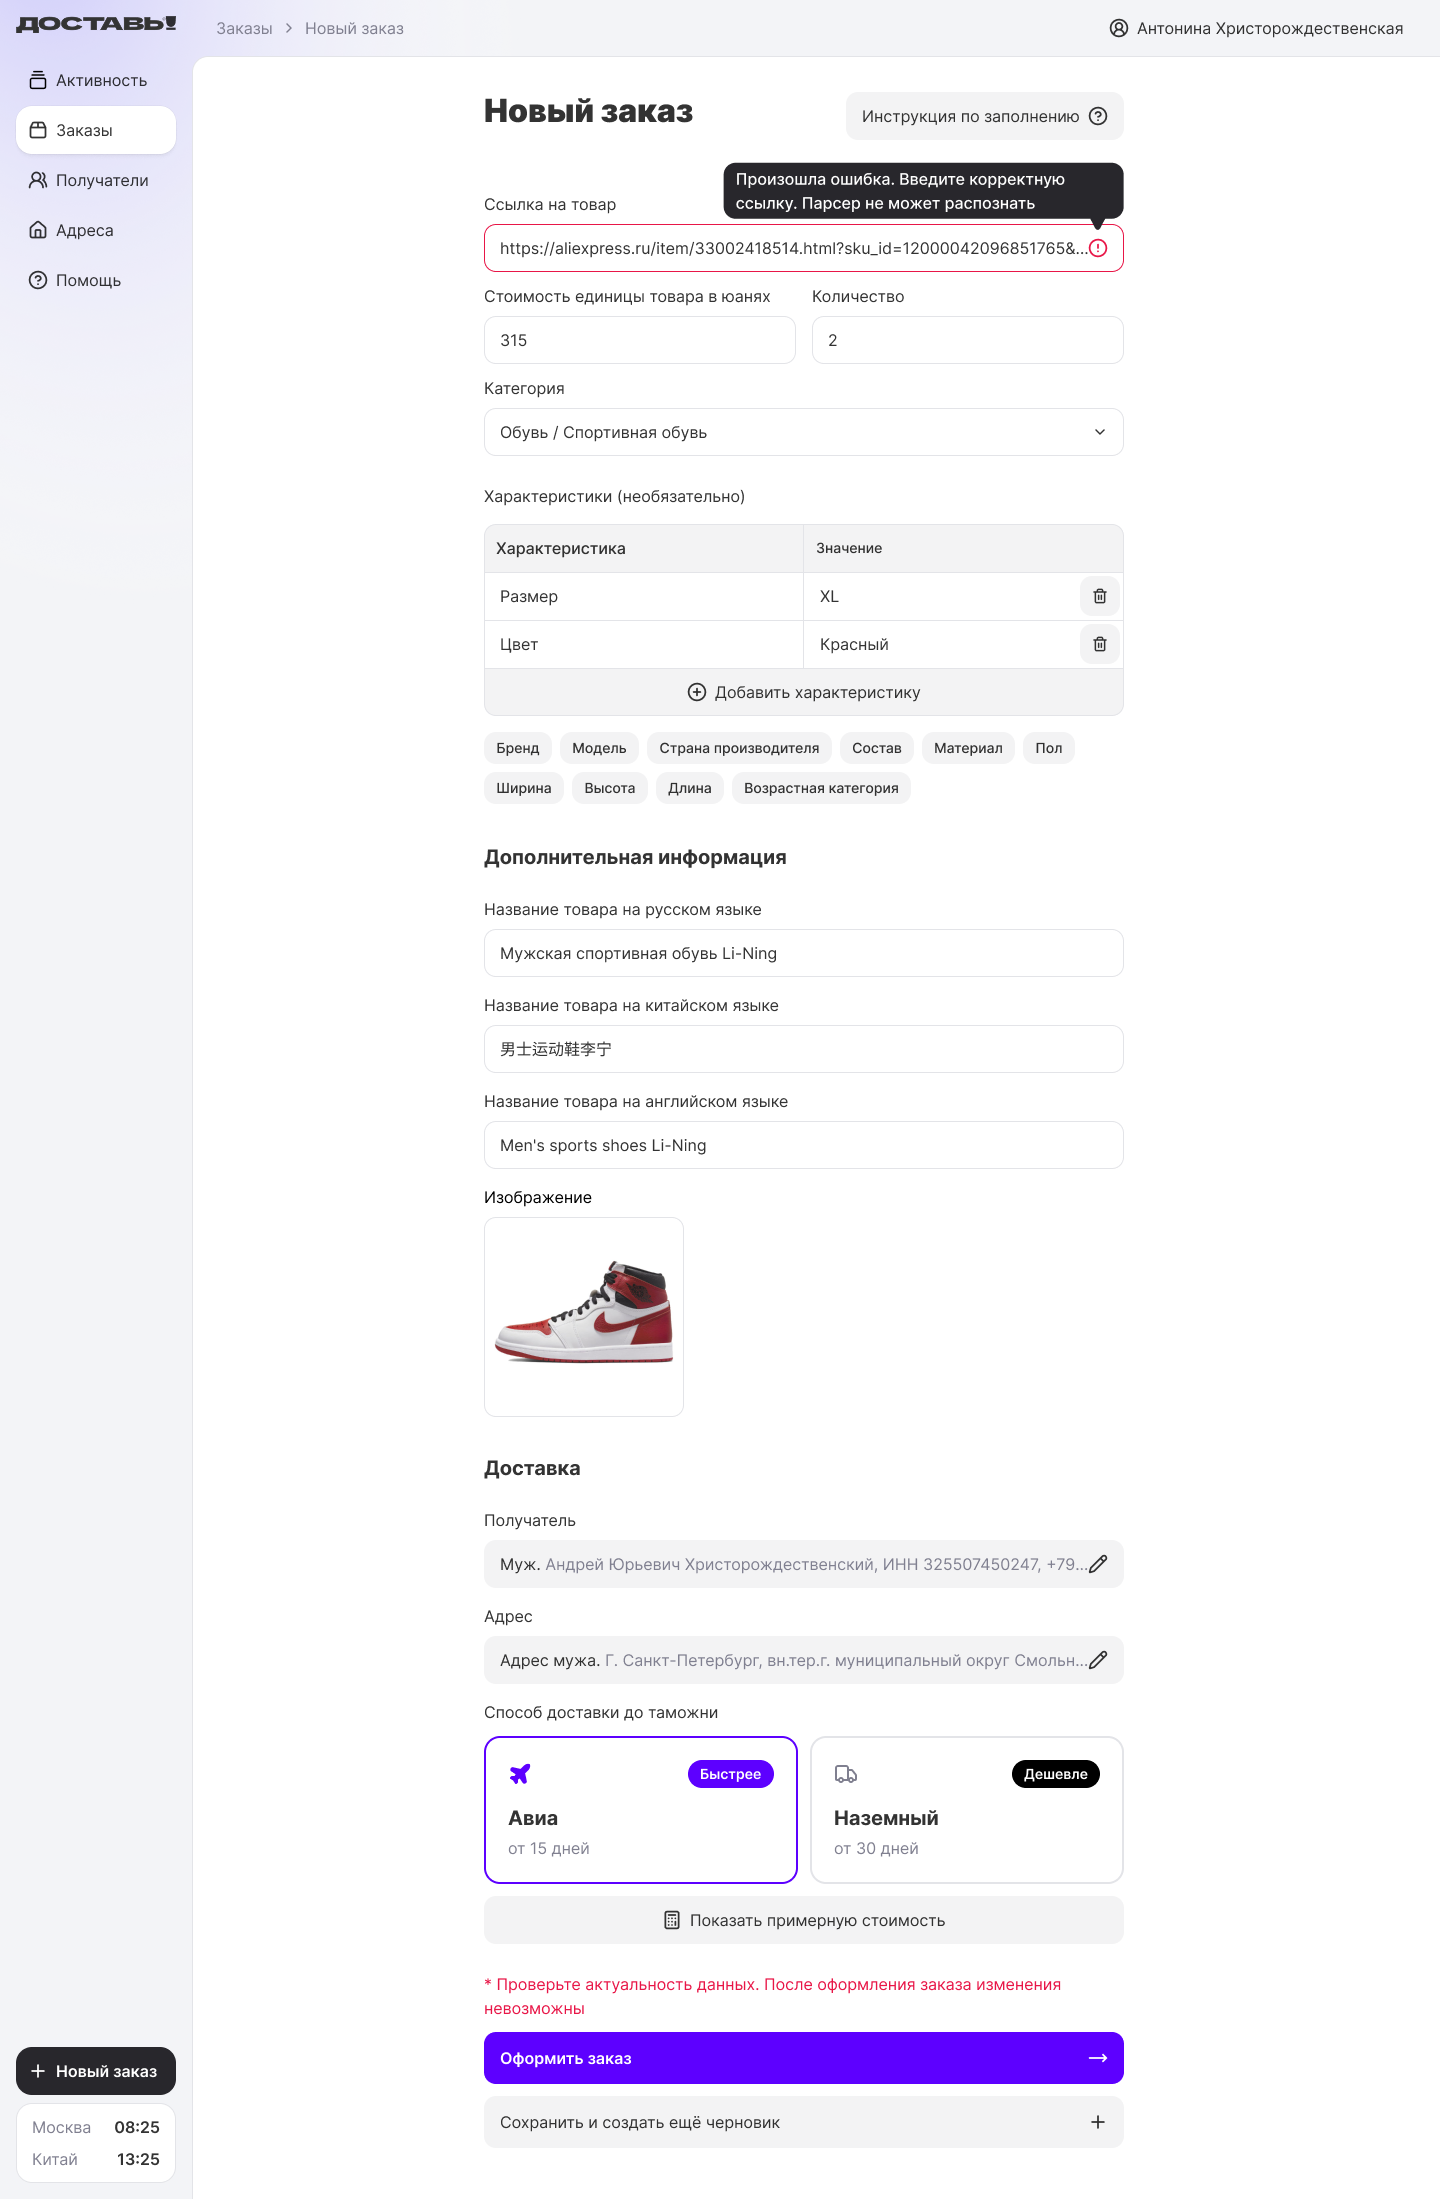 ДОСТАВЬ!
Заказы > Новый заказ
Антонина Христорождественская
Активность
Заказы
Получатели
Адреса
Помощь
Новый заказ
Инструкция по заполнению
Произошла ошибка. Введите корректную
ссылку. Парсер не может распознать
Ссылка на товар
https://aliexpress.ru/item/33002418514.html?sku_id=12000042096851765&...
Стоимость единицы товара в юанях
Количество
315
2
Категория
Обувь / Спортивная обувь
Характеристики (необязательно)
Характеристика
Значение
Размер
XL
Цвет
Красный
Добавить характеристику
Бренд
Модель
Страна производителя
Состав
Материал
Пол
Ширина
Высота
Длина
Возрастная категория
Дополнительная информация
Название товара на русском языке
Мужская спортивная обувь Li-Ning
Название товара на китайском языке
男士运动鞋李宁
Название товара на английском языке
Men's sports shoes Li-Ning
Изображение
Доставка
Получатель
Муж. Андрей Юрьевич Христорождественский, ИНН 325507450247, +79...
Адрес
Адрес мужа. Г. Санкт-Петербург, вн.тер.г. муниципальный округ Смольн...
Способ доставки до таможни
Быстрее
Авиа
от 15 дней
Дешевле
Наземный
от 30 дней
Показать примерную стоимость
* Проверьте актуальность данных. После оформления заказа изменения
невозможны
Оформить заказ
Сохранить и создать ещё черновик
Новый заказ
Москва 08:25
Китай 13:25